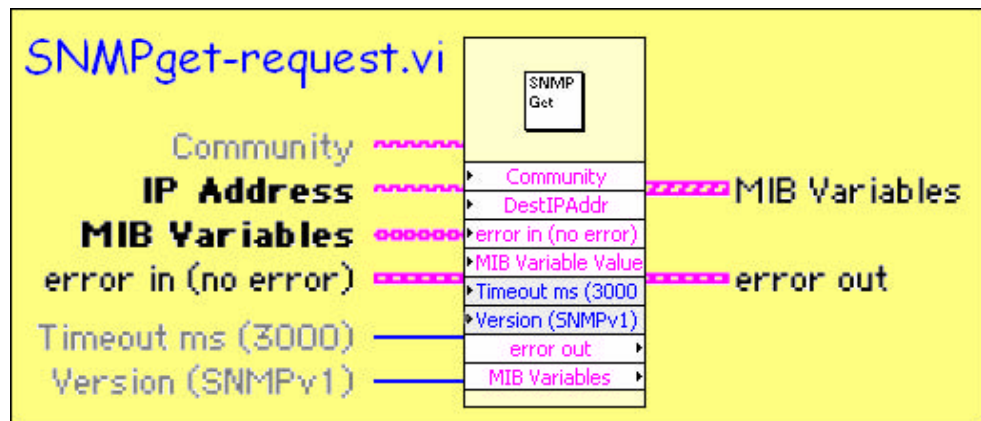 SNMPget-request.vi
SNMP
Get
Community
IP Address
MIB Variables
error in (no error)
Timeout ms (3000)
Version (SNMPv1)
Community
DestIPAddr
error in (no error)
MIB Variable Value
Timeout ms (3000
Version (SNMPv1)
error out
MIB Variables
MIB Variables
error out